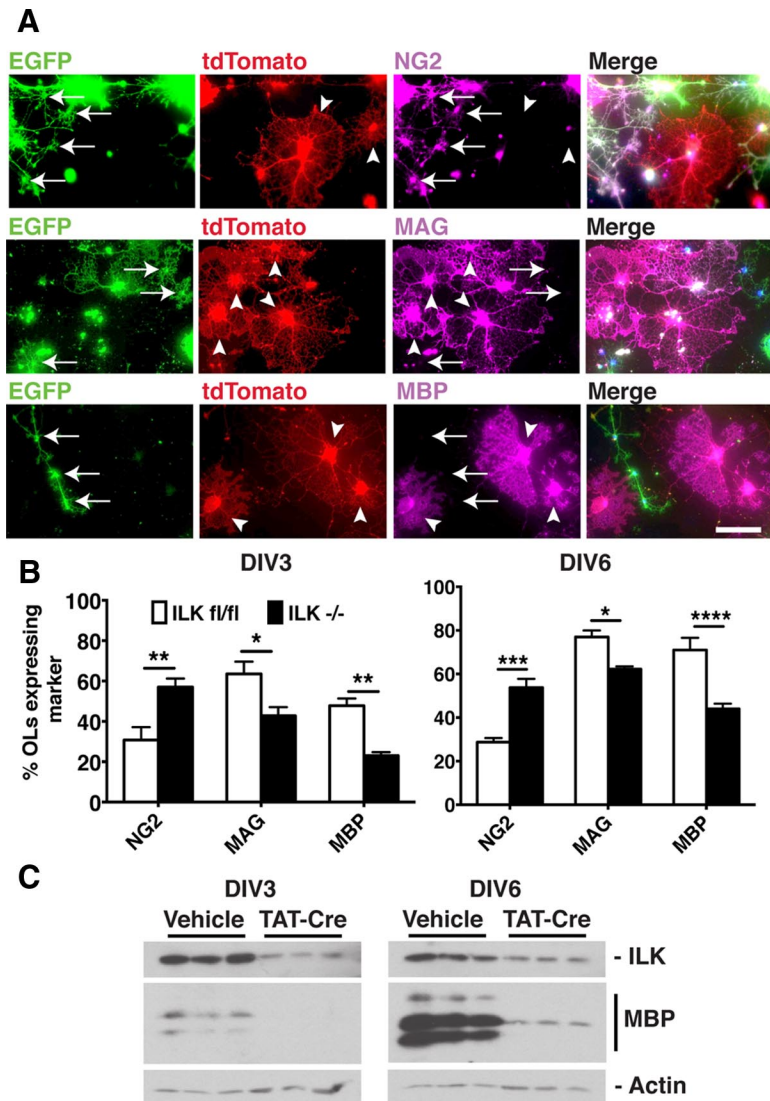 A
EGFP tdTomato NG2 Merge
EGFP tdTomato MAG Merge
EGFP tdTomato MBP Merge
B DIV3 DIV6
ILK fl/fl ILK -/-
% OLs expressing
marker
100
80
60
40
20
0
** * **
NG2 MAG MBP
100
80
60
40
20
0
*** * ****
NG2 MAG MBP
C
DIV3 DIV6
Vehicle TAT-Cre Vehicle TAT-Cre
- ILK
MBP
- Actin